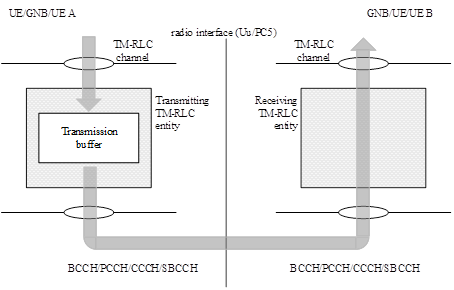 UE/GNB/UE A
GNB/UE/UE B
radio interface (Uu/PC5)
TM-RLC
channel
TM-RLC
channel
Transmitting
TM-RLC
entity
Receiving
TM-RLC
entity
Transmission
buffer
BCCH/PCCH/CCCH/SBCCH
BCCH/PCCH/CCCH/SBCCH